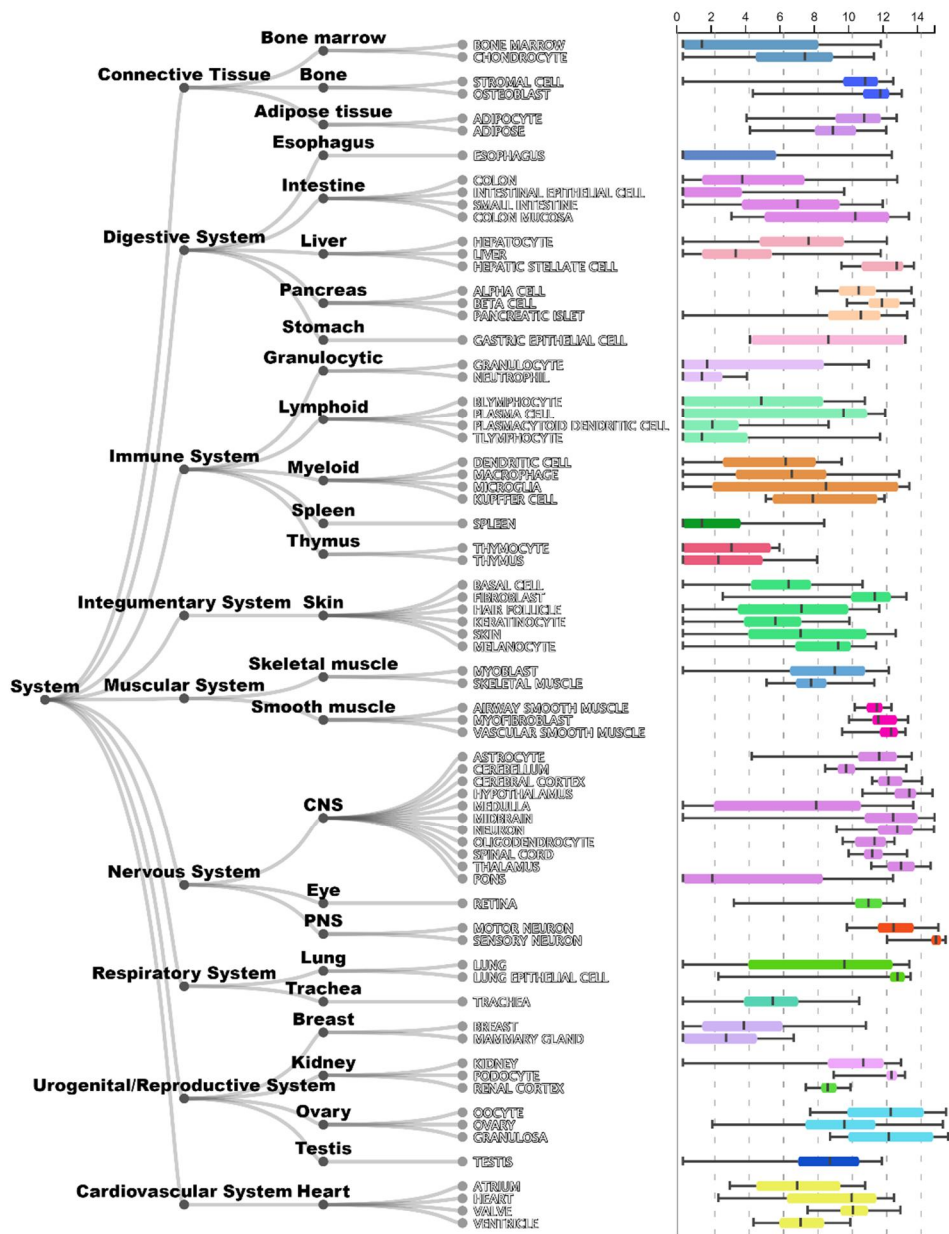 0 2 4 6 8 10 12 14
Bone marrow
BONE MARROW
CHONDROCYTE
Connective Tissue
Bone
STROMAL CELL
OSTEOBLAST
Adipose tissue
ADIPOCYTE
ADIPOSE
Esophagus
ESOPHAGUS
Intestine
COLON
INTESTINAL EPITHELIAL CELL
SMALL INTESTINE
COLON MUCOSA
Digestive System
Liver
HEPATOCYTE
LIVER
HEPATIC STELLATE CELL
Pancreas
ALPHA CELL
BETA CELL
PANCREATIC ISLET
Stomach
GASTRIC EPITHELIAL CELL
Granulocytic
GRANULOCYTE
NEUTROPHIL
Lymphoid
BLYMPHOCYTE
PLASMA CELL
PLASMACYTOID DENDRITIC CELL
TLYMPHOCYTE
Immune System
Myeloid
DENDRITIC CELL
MACROPHAGE
MICROGLIA
KUPFFER CELL
Spleen
SPLEEN
Thymus
THYMOCYTE
THYMUS
Integumentary System
Skin
BASAL CELL
FIBROBLAST
HAIR FOLLICLE
KERATINOCYTE
SKIN
MELANOCYTE
System
Muscular System
Skeletal muscle
MYOBLAST
SKELETAL MUSCLE
Smooth muscle
AIRWAY SMOOTH MUSCLE
MYOFIBROBLAST
VASCULAR SMOOTH MUSCLE
CNS
ASTROCYTE
CEREBELLUM
CEREBRAL CORTEX
HYPOTHALAMUS
MEDULLA
MIDBRAIN
NEURON
OLIGODENDROCYTE
SPINAL CORD
THALAMUS
PONS
Nervous System
Eye
RETINA
PNS
MOTOR NEURON
SENSORY NEURON
Respiratory System
Lung
LUNG
LUNG EPITHELIAL CELL
Trachea
TRACHEA
Breast
BREAST
MAMMARY GLAND
Urogenital/Reproductive System
Kidney
KIDNEY
PODOCYTE
RENAL CORTEX
Ovary
OOCYTE
OVARY
GRANULOSA
Testis
TESTIS
Cardiovascular System
Heart
ATRIUM
HEART
VALVE
VENTRICLE